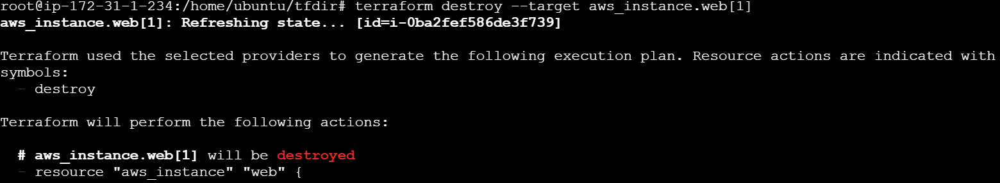 root@ip-172-31-1-234:/home/ubuntu/tfdir# terraform destroy --target aws_instance.web[1]
aws_instance.web[1]: Refreshing state... [id=i-0ba2fef586de3f739]
Terraform used the selected providers to generate the following execution plan. Resource actions are indicated with
symbols:
- destroy
Terraform will perform the following actions:
# aws_instance.web[1] will be destroyed
- resource "aws_instance" "web" {